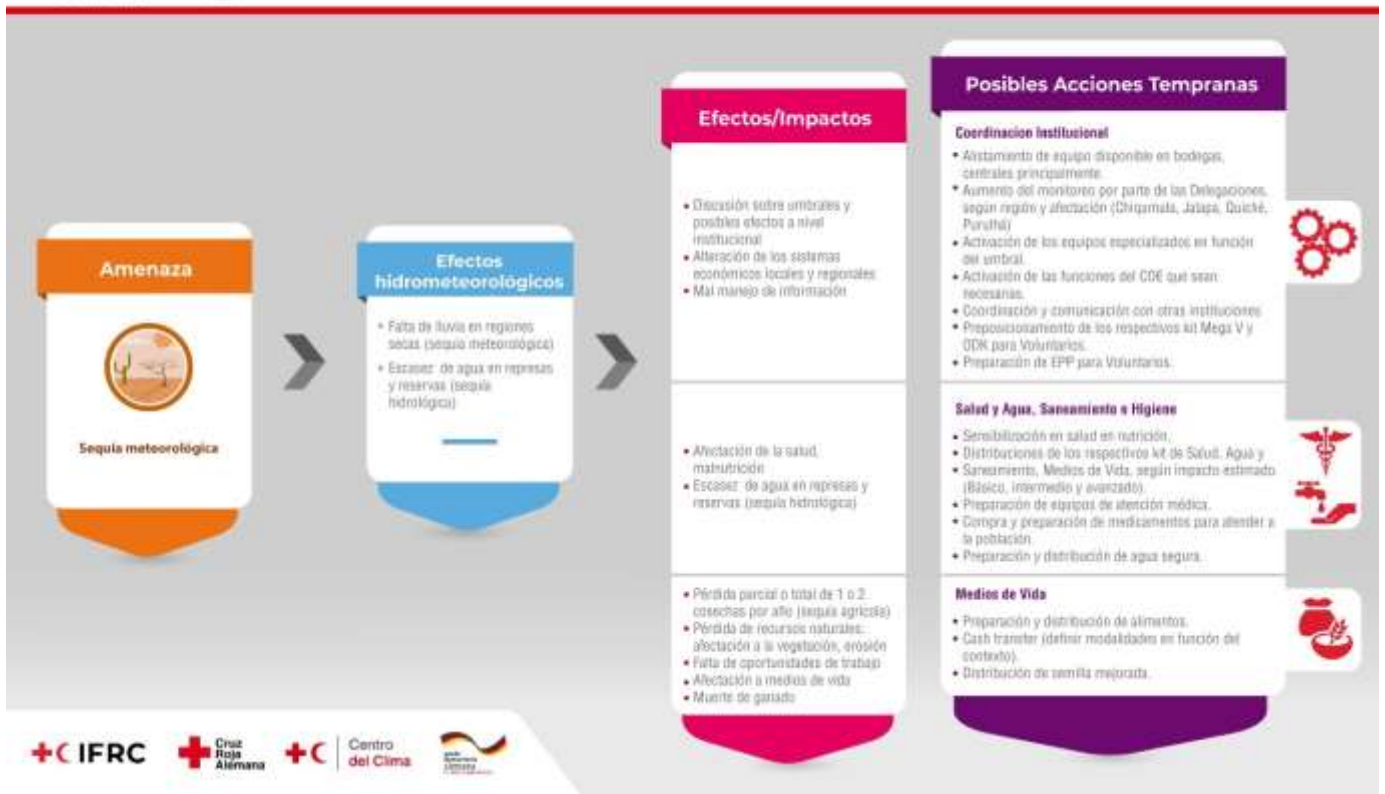 Amenaza
Sequía meteorológica
Efectos
hidrometeorológicos
• Falta de lluvia en regiones
secas (sequía meteorológica)
• Escasez de agua en represas
y reservas (sequía
hidrológica)
Efectos/Impactos
• Discusión sobre umbrales y
posibles efectos a nivel
institucional
• Alteración de los sistemas
económicos locales y regionales
• Mal manejo de información
• Afectación de la salud,
malnutrición
• Escasez de agua en represas y
reservas (sequía hidrológica)
• Pérdida parcial o total de 1 o 2
cosechas por año (sequía agrícola)
• Pérdida de recursos naturales:
afectación a la vegetación, erosión
• Falta de oportunidades de trabajo
• Afectación a medios de vida
• Muerte de ganado
Posibles Acciones Tempranas
Coordinacion Institucional
• Alistamiento de equipo disponible en bodegas,
centrales principalmente.
• Aumento del monitoreo por parte de las Delegaciones,
según región y afectación (Chiqamula, Jalapa, Quiché,
Purulhá)
• Activación de los equipos especializados en función
del umbral.
• Activación de las funciones del COE que sean
necesarias.
• Coordinación y comunicación con otras instituciones
• Preposicionamiento de los respectivos kit Mega V y
ODK para Voluntarios.
• Preparación de EPP para Voluntarios.
Salud y Agua, Saneamiento e Higiene
• Sensibilización en salud en nutrición.
• Distribuciones de los respectivos kit de Salud, Agua y
• Saneamiento, Medios de Vida, según impacto estimado
(Básico, intermedio y avanzado).
• Preparación de equipos de atención médica.
• Compra y preparación de medicamentos para atender a
la población.
• Preparación y distribución de agua segura.
Medios de Vida
• Preparación y distribución de alimentos.
• Cash transfer (definir modalidades en función del
contexto).
• Distribución de semilla mejorada.
IFRC
Cruz
Roja
Alemana
Centro
del Clima